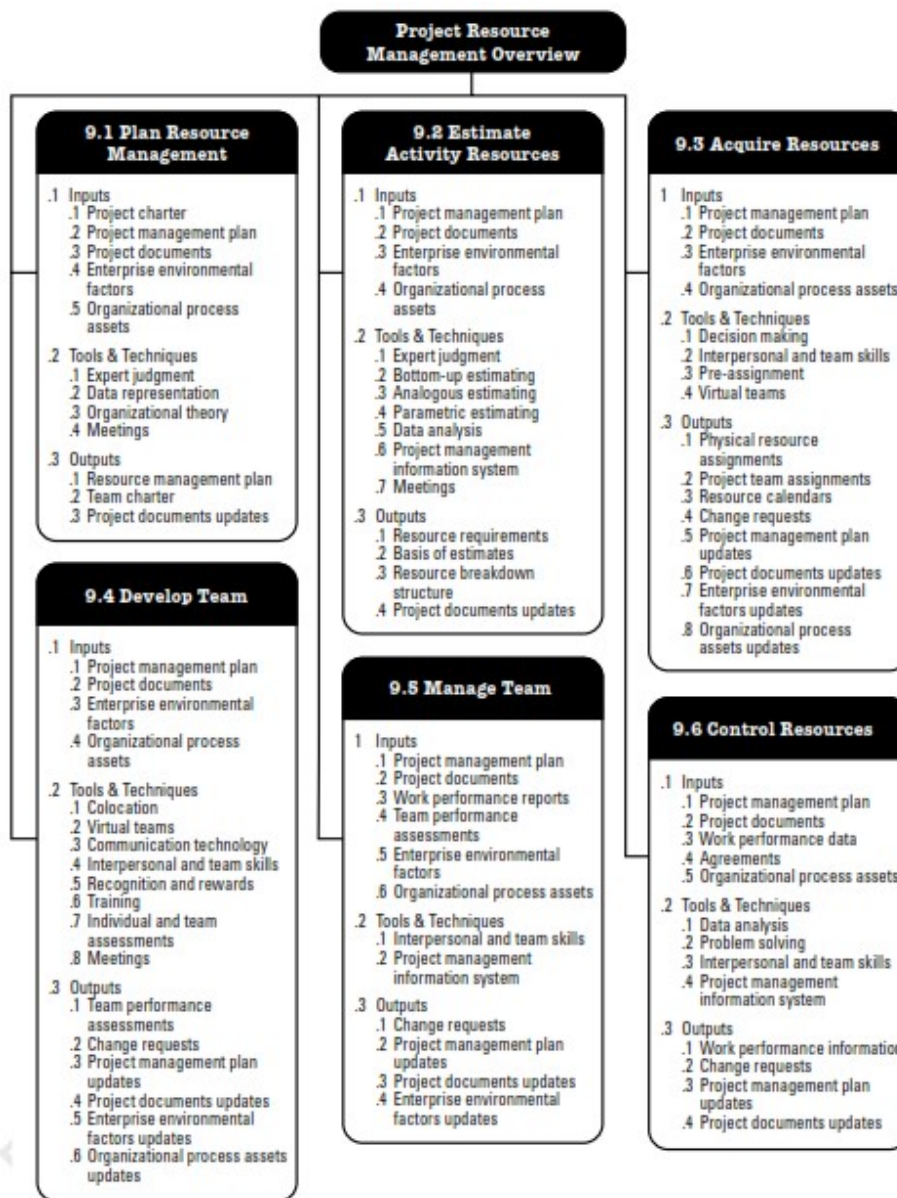 Project Resource
Management Overview
9.1 Plan Resource
Management
.1 Inputs
.1 Project charter
.2 Project management plan
.3 Project documents
.4 Enterprise environmental
factors
.5 Organizational process
assets
.2 Tools & Techniques
.1 Expert judgment
.2 Data representation
.3 Organizational theory
.4 Meetings
.3 Outputs
.1 Resource management plan
.2 Team charter
.3 Project documents updates
9.2 Estimate
Activity Resources
.1 Inputs
.1 Project management plan
.2 Project documents
.3 Enterprise environmental
factors
.4 Organizational process
assets
.2 Tools & Techniques
.1 Expert judgment
.2 Bottom-up estimating
.3 Analogous estimating
.4 Parametric estimating
.5 Data analysis
.6 Project management
information system
.7 Meetings
.3 Outputs
.1 Resource requirements
.2 Basis of estimates
.3 Resource breakdown
structure
.4 Project documents updates
9.3 Acquire Resources
1 Inputs
.1 Project management plan
.2 Project documents
.3 Enterprise environmental
factors
.4 Organizational process assets
.2 Tools & Techniques
.1 Decision making
.2 Interpersonal and team skills
.3 Pre-assignment
.4 Virtual teams
.3 Outputs
.1 Physical resource
assignments
.2 Project team assignments
.3 Resource calendars
.4 Change requests
.5 Project management plan
updates
.6 Project documents updates
.7 Enterprise environmental
factors updates
.8 Organizational process
assets updates
9.4 Develop Team
.1 Inputs
.1 Project management plan
.2 Project documents
.3 Enterprise environmental
factors
.4 Organizational process
assets
.2 Tools & Techniques
.1 Colocation
.2 Virtual teams
.3 Communication technology
.4 Interpersonal and team skills
.5 Recognition and rewards
.6 Training
.7 Individual and team
assessments
.8 Meetings
.3 Outputs
.1 Team performance
assessments
.2 Change requests
.3 Project management plan
updates
.4 Project documents updates
.5 Enterprise environmental
factors updates
.6 Organizational process assets
updates
9.5 Manage Team
1 Inputs
.1 Project management plan
.2 Project documents
.3 Work performance reports
.4 Team performance
assessments
.5 Enterprise environmental
factors
.6 Organizational process assets
.2 Tools & Techniques
.1 Interpersonal and team skills
.2 Project management
information system
.3 Outputs
.1 Change requests
.2 Project management plan
updates
.3 Project documents updates
.4 Enterprise environmental
factors updates
9.6 Control Resources
.1 Inputs
.1 Project management plan
.2 Project documents
.3 Work performance data
.4 Agreements
.5 Organizational process assets
.2 Tools & Techniques
.1 Data analysis
.2 Problem solving
.3 Interpersonal and team skills
.4 Project management
information system
.3 Outputs
.1 Work performance information
.2 Change requests
.3 Project management plan
updates
.4 Project documents updates